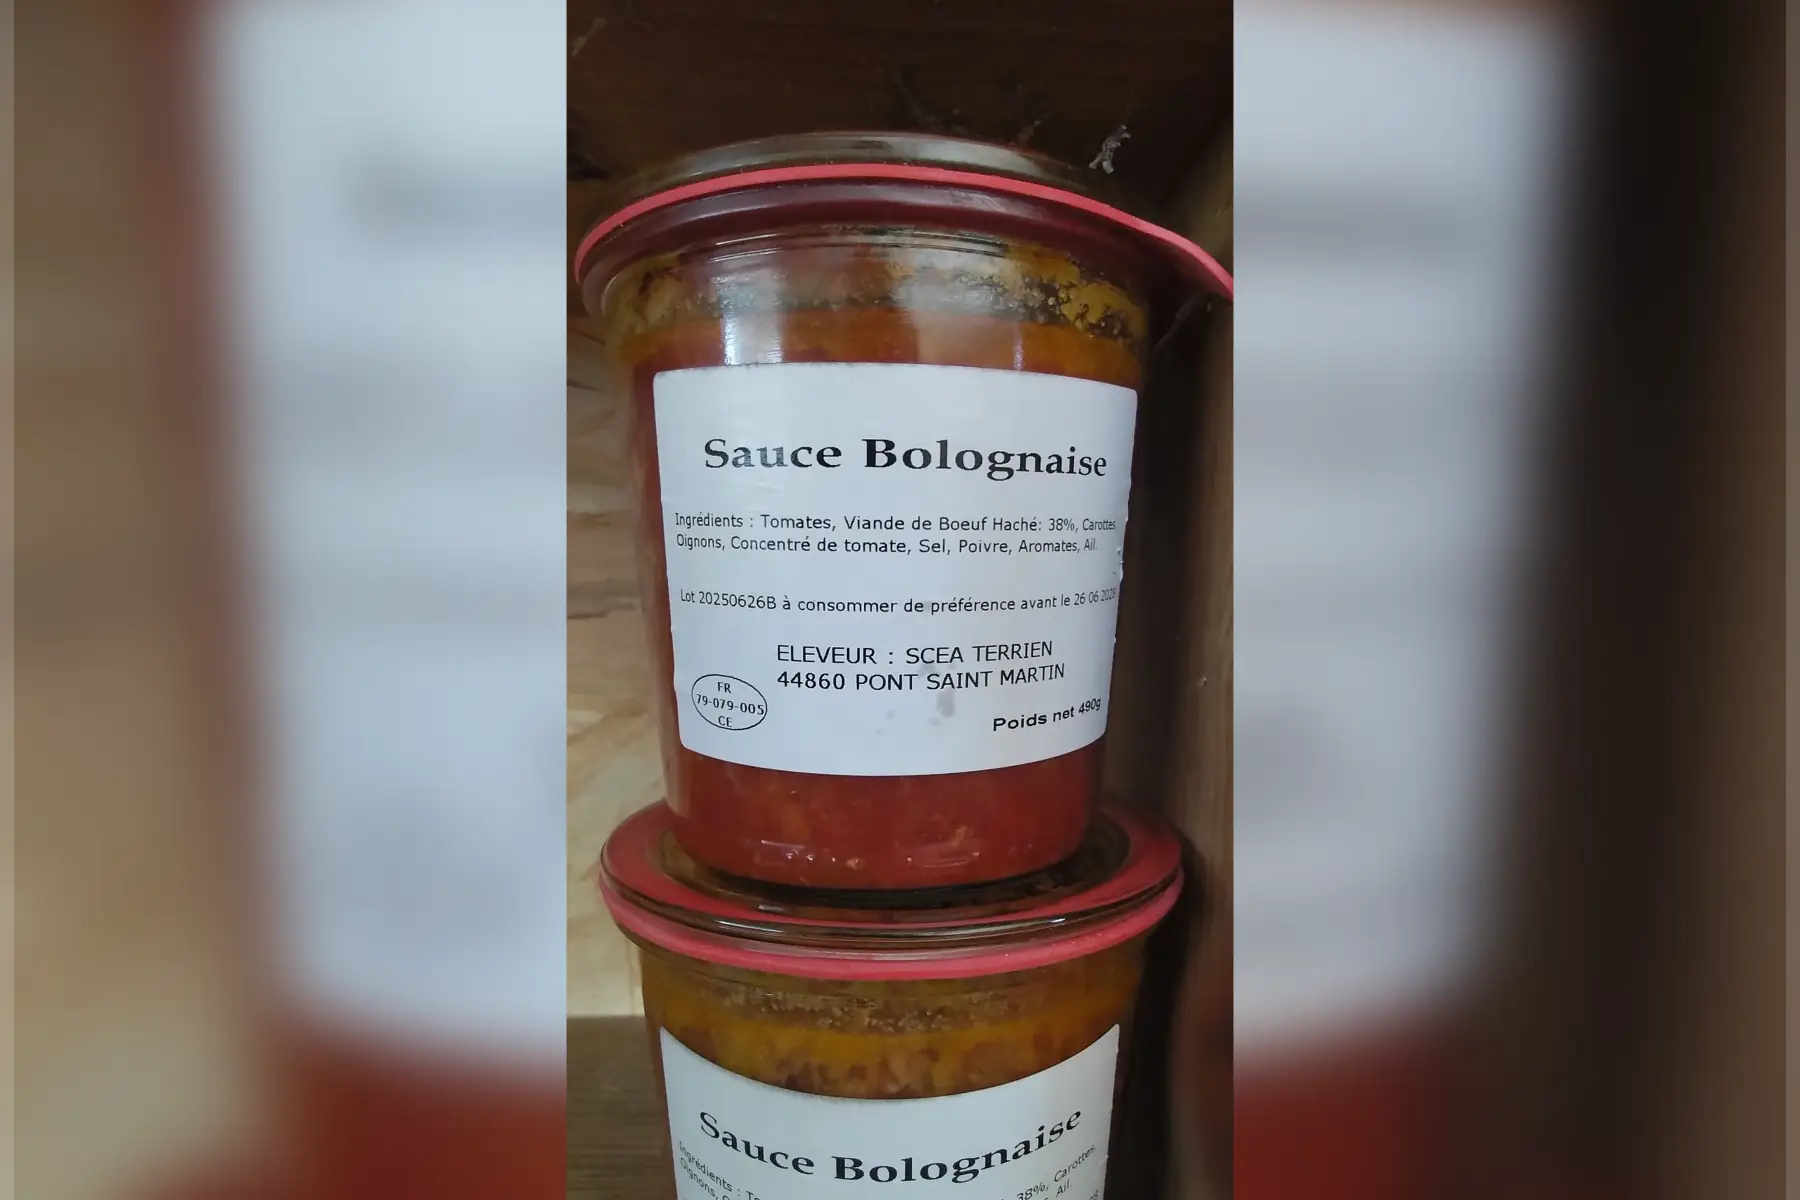 Sauce Bolognaise
Ingrédients : Tomates, Viande de Boeuf Haché: 38%, Carottes,
Oignons, Concentré de tomate, Sel, Poivre, Aromates, Ail.
Lot 20250626B à consommer de préférence avant le 26 06 2028
ELEVEUR : SCEA TERRIEN
44860 PONT SAINT MARTIN
FR
79-079-005
CE
Poids net 490g
Sauce Bolognaise
Ingrédients :
38%, Carottes,
Oignons,
Ail.